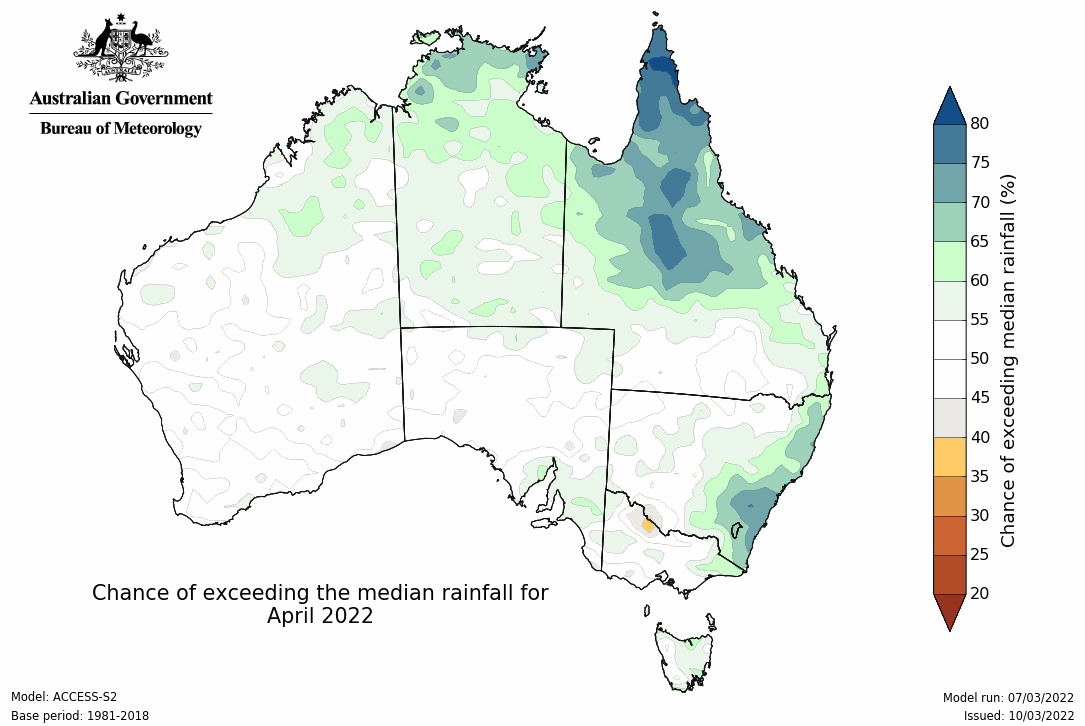 Australian Government
Bureau of Meteorology
80
75
70
65
60
55
50
45
40
35
30
25
20
Chance of exceeding median rainfall (%)
Chance of exceeding the median rainfall for
April 2022
Model: ACCESS-S2
Base period: 1981-2018
Model run: 07/03/2022
Issued: 10/03/2022